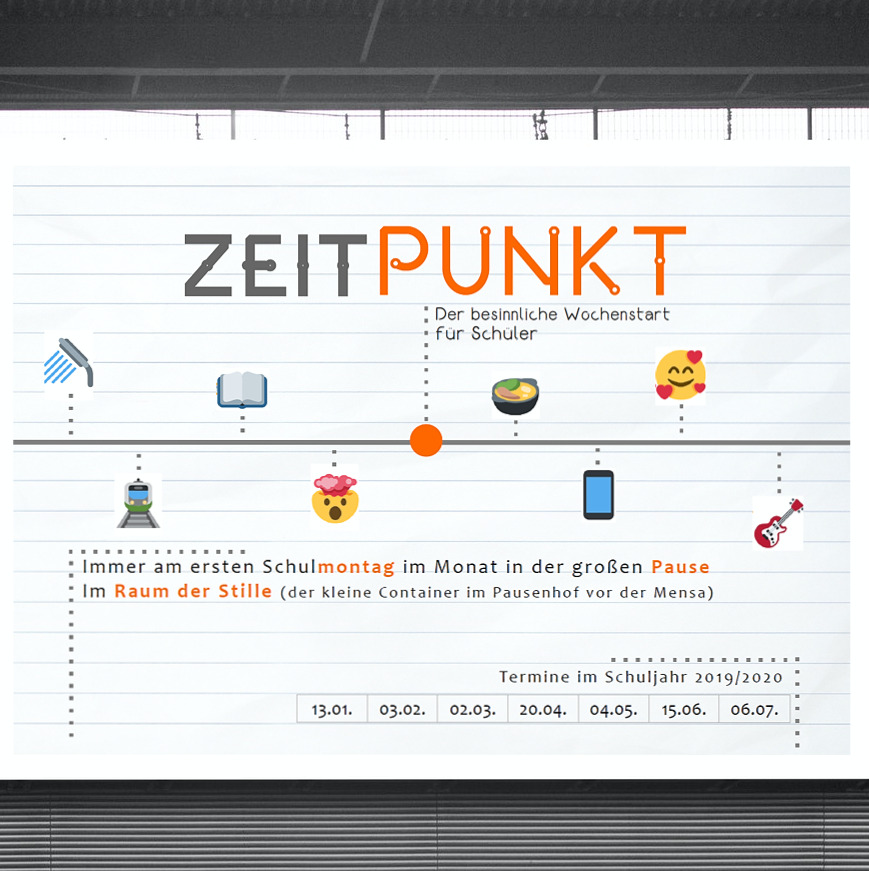 ZEITPUNKT
Der besinnliche Wochenstart
für Schüler
Immer am ersten Schulmontag im Monat in der großen Pause
Im Raum der Stille (der kleine Container im Pausenhof vor der Mensa)
Termine im Schuljahr 2019/2020
13.01. 03.02. 02.03. 20.04. 04.05. 15.06. 06.07.